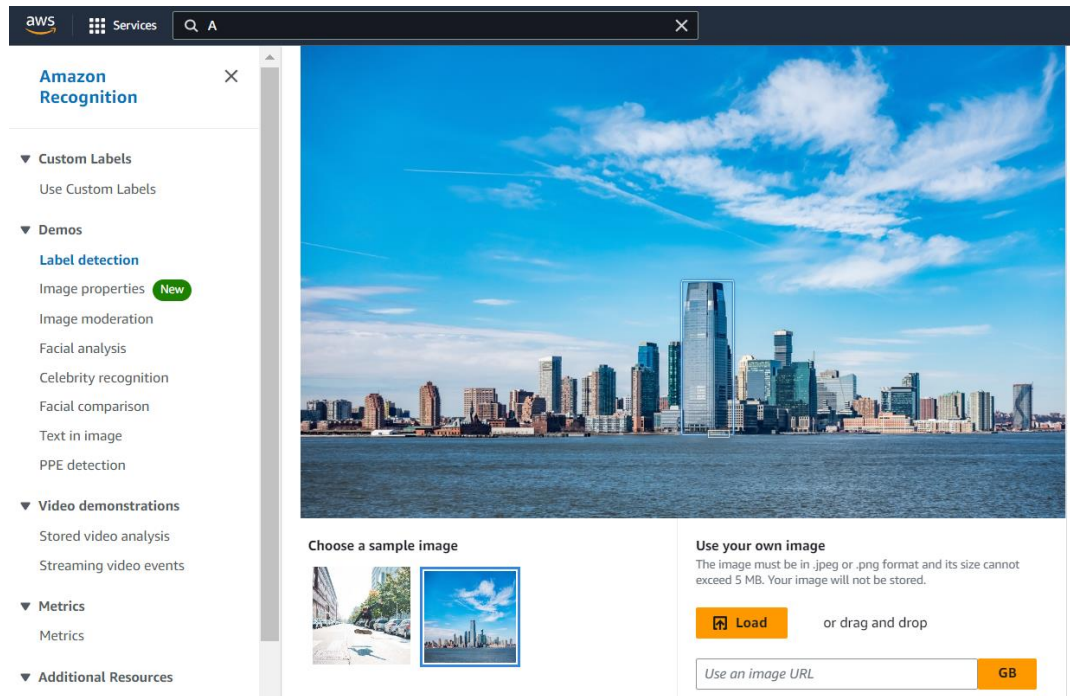 aws
Services
A
Amazon
Recognition
Custom Labels
Use Custom Labels
Demos
Label detection
Image properties New
Image moderation
Facial analysis
Celebrity recognition
Facial comparison
Text in image
PPE detection
Video demonstrations
Stored video analysis
Streaming video events
Metrics
Metrics
Additional Resources
Choose a sample image
Use your own image
The image must be in .jpeg or .png format and its size cannot
exceed 5 MB. Your image will not be stored.
Load or drag and drop
Use an image URL GB